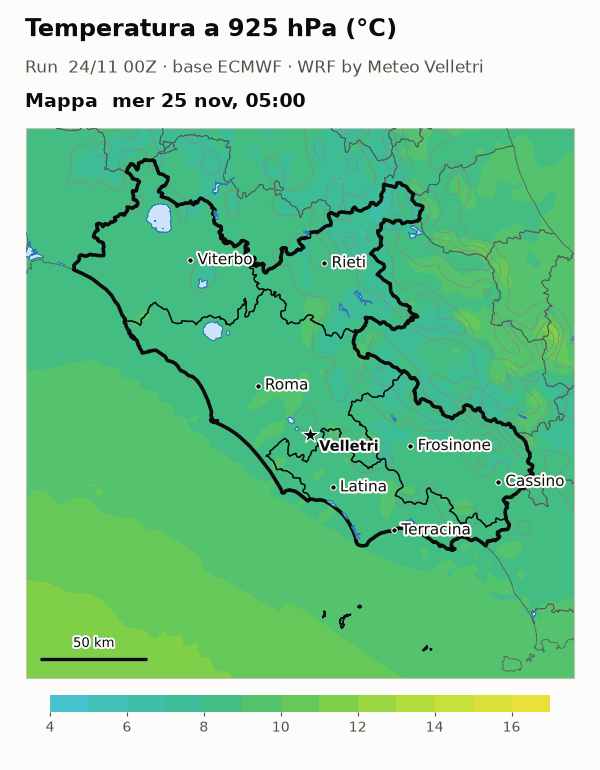 Temperatura a 925 hPa (°C)
Run  24/11 00Z · base ECMWF · WRF by Meteo Velletri
Mappa  mer 25 nov, 05:00
Viterbo
Rieti
Roma
Velletri
Frosinone
Latina
Cassino
Terracina
50 km
4 6 8 10 12 14 16